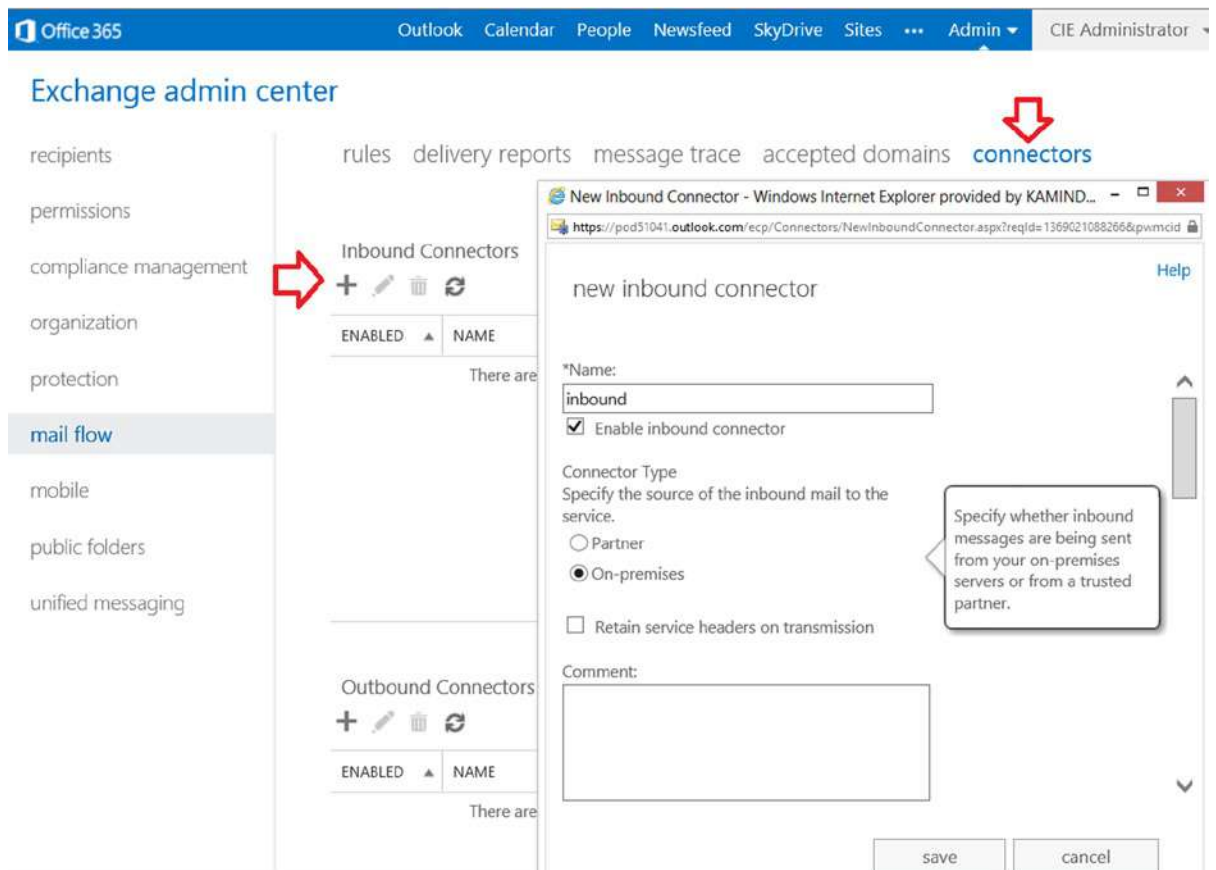 Office 365 Outlook Calendar People Newsfeed SkyDrive Sites ••• Admin CIE Administrator
Exchange admin center
recipients
permissions
compliance management
organization
protection
mail flow
mobile
public folders
unified messaging
rules delivery reports message trace accepted domains connectors
Inbound Connectors
ENABLED NAME
There are
Outbound Connectors
ENABLED NAME
There are
New Inbound Connector - Windows Internet Explorer provided by KAMIND...
https://pod51041.outlook.com/ecp/Connectors/NewInboundConnector.aspx?reqId=1369021088266&pwmcid
Help
new inbound connector
*Name:
inbound
Enable inbound connector
Connector Type
Specify the source of the inbound mail to the
service.
Partner
On-premises
Retain service headers on transmission
Comment:
Specify whether inbound
messages are being sent
from your on-premises
servers or from a trusted
partner.
save cancel